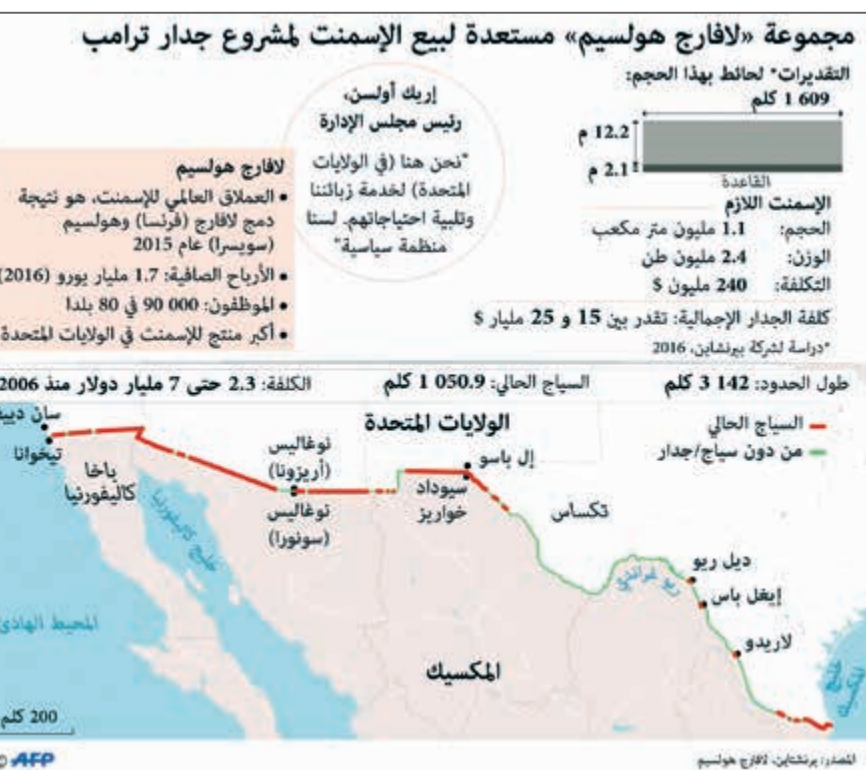 مجموعة «لافارج هولسيم» مستعدة لبيع الإسمنت لمشروع جدار ترامب
التقديرات* لحائط بهذا الحجم:
1 609 كلم
12.2 م
2.1 م
القاعدة
الإسمنت اللازم
الحجم: 1.1 مليون متر مكعب
الوزن: 2.4 مليون طن
التكلفة: 240 مليون $
كلفة الجدار الإجمالية: تقدر بين 15 و 25 مليار $
*دراسة لشركة بيرنشتاين، 2016
إريك أولسن،
رئيس مجلس الإدارة
"نحن هنا (في الولايات
المتحدة) لخدمة زبائننا
وتلبية احتياجاتهم. لسنا
منظمة سياسية"
لافارج هولسيم
• العملاق العالمي للإسمنت، هو نتيجة
دمج لافارج (فرنسا) وهولسيم
(سويسرا) عام 2015
• الأرباح الصافية: 1.7 مليار يورو (2016)
• الموظفون: 000 90 في 80 بلدا
• أكبر منتج للإسمنت في الولايات المتحدة
طول الحدود: 142 3 كلم
السياج الحالي: 050.9 1 كلم
الكلفة: 2.3 حتى 7 مليار دولار منذ 2006
السياج الحالي
من دون سياج/جدار
الولايات المتحدة
سان دييغ
تيخوانا
باخا
كاليفورنيا
خليج كاليفورنيا
نوغاليس
(أريزونا)
نوغاليس
(سونورا)
إل باسو
سيوداد
خواريز
تكساس
ديل ريو
ريو غراندي
إيغل باس
لاريدو
المكسيك
المحيط الهادئ
خليج
المكسيك
200 كلم
المصدر: برنشتاين، لافارج هولسيم
AFP ©